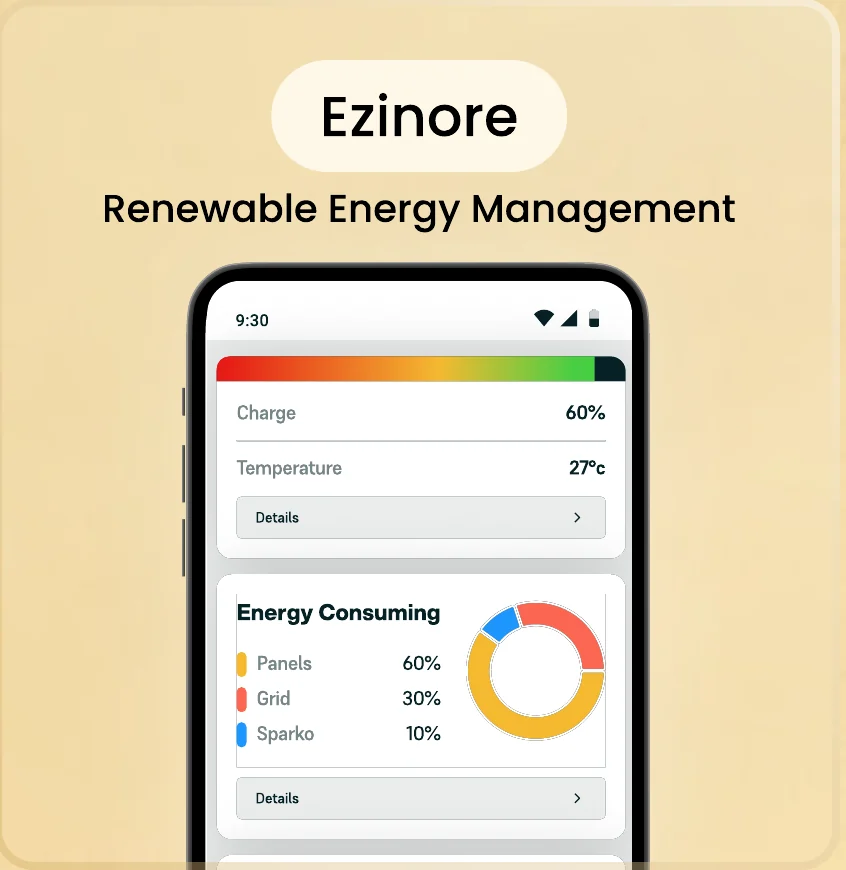 Ezinore
Renewable Energy Management
9:30
Charge 60%
Temperature 27°c
Details
Energy Consuming
Panels 60%
Grid 30%
Sparko 10%
Details